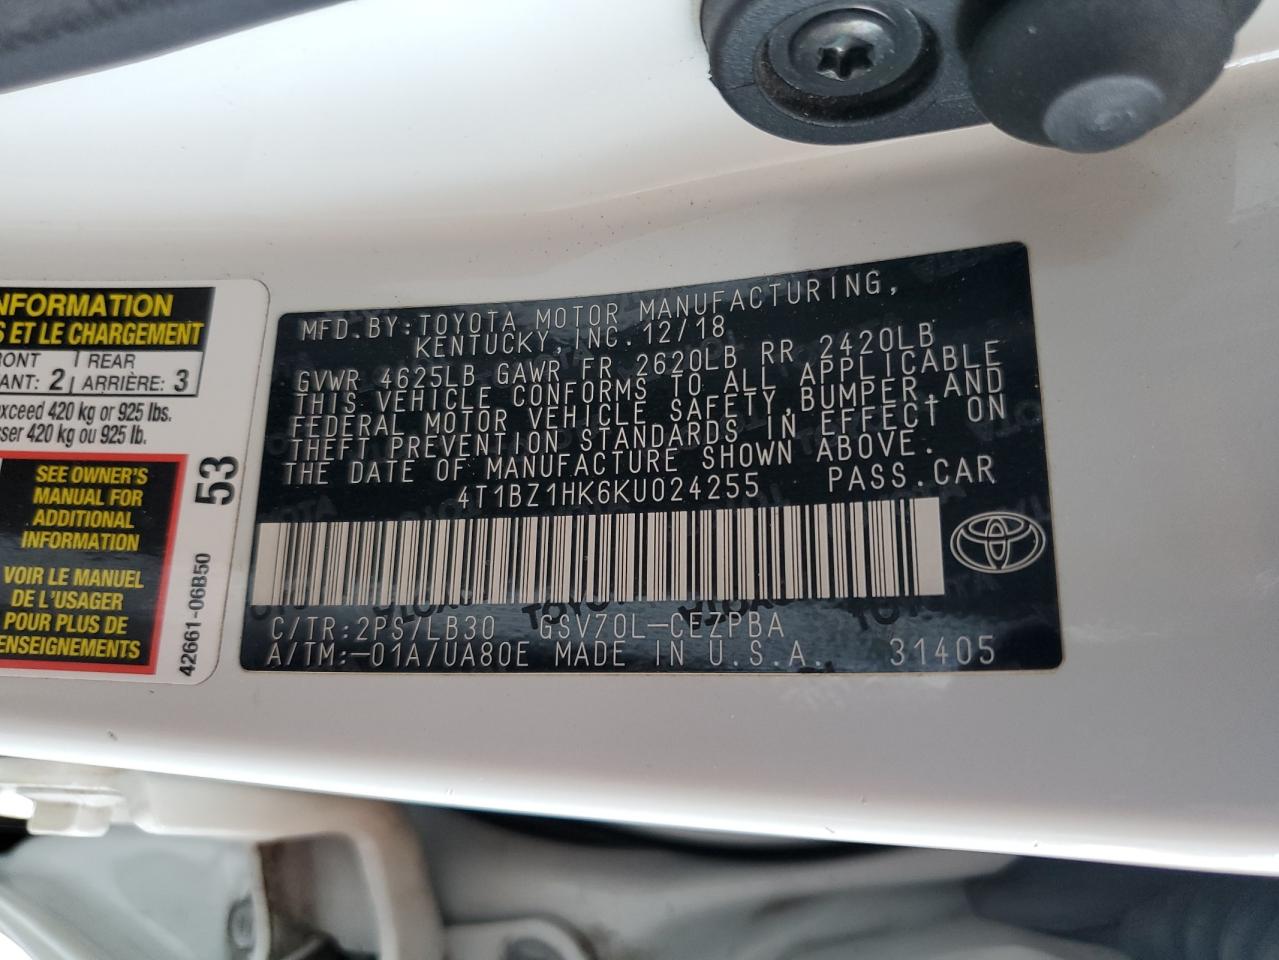 NFORMATION
S ET LE CHARGEMENT
RONT REAR
ANT: 2 ARRIÈRE: 3
exceed 420 kg or 925 lbs.
sser 420 kg ou 925 lb.
SEE OWNER'S
MANUAL FOR
ADDITIONAL
INFORMATION
VOIR LE MANUEL
DE L'USAGER
POUR PLUS DE
ENSEIGNEMENTS
53
42661-06B50
MFD.BY:TOYOTA MOTOR MANUFACTURING,
KENTUCKY,INC.12/18
GVWR 4625LB GAWR FR 2620LB RR 2420LB
THIS VEHICLE CONFORMS TO ALL APPLICABLE
FEDERAL MOTOR VEHICLE SAFETY,BUMPER,AND
THEFT PREVENTION STANDARDS IN EFFECT ON
THE DATE OF MANUFACTURE SHOWN ABOVE.
4T1BZ1HK6KU024255 PASS.CAR
C/TR:2PS/LB30 GSV70L-CEZPBA
A/TM:-01A/UA80E MADE IN U.S.A. 31405